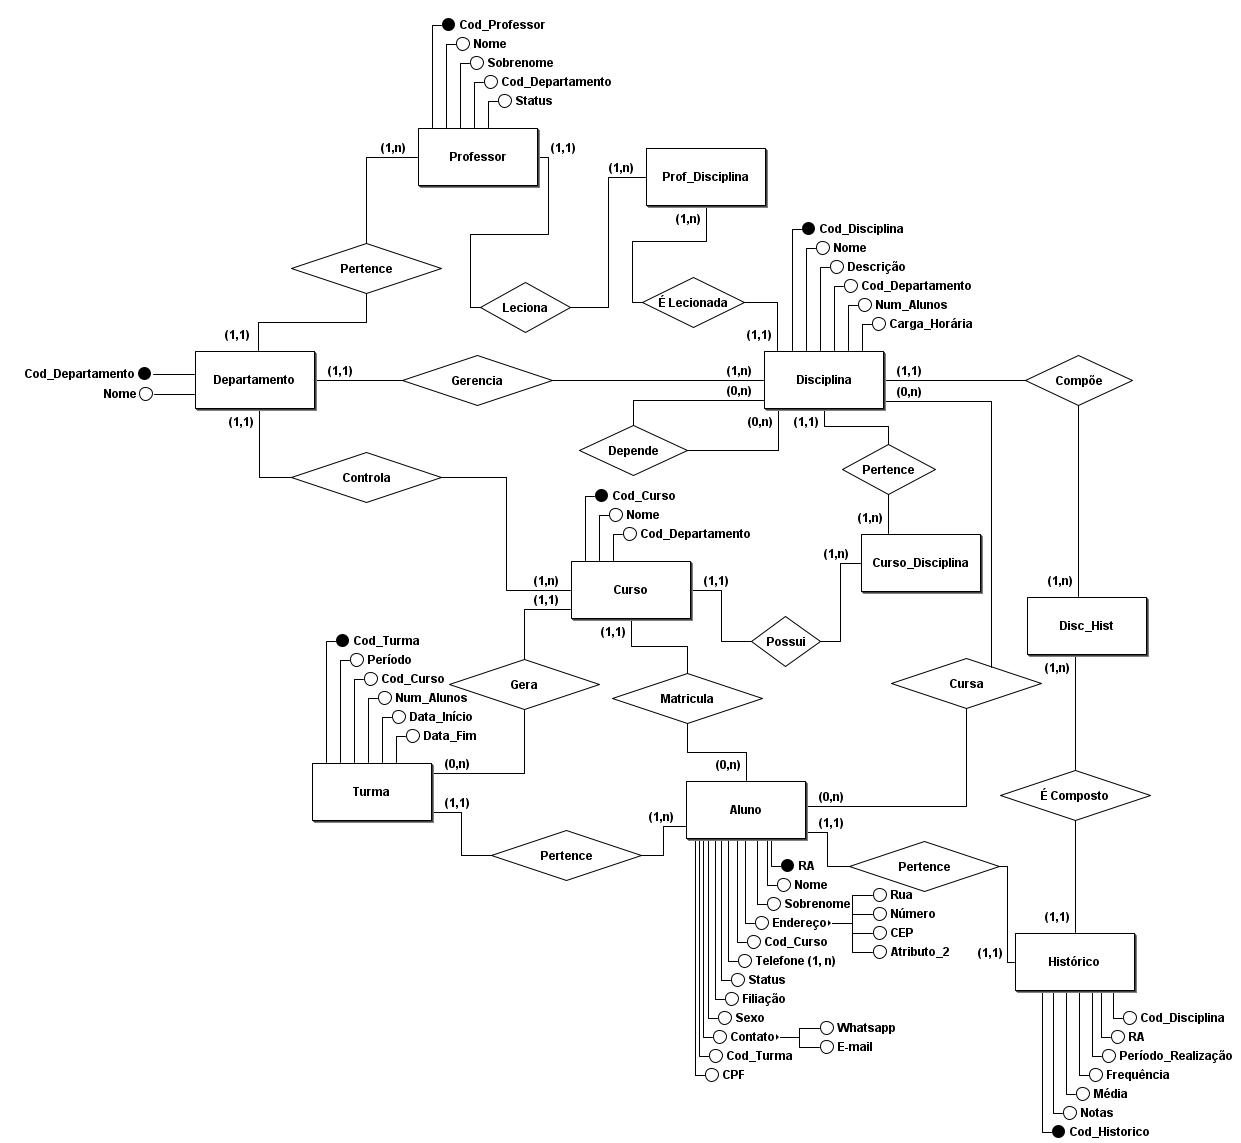 Cod_Professor
Nome
Sobrenome
Cod_Departamento
Status
(1,n)
Professor
(1,1)
(1,n)
Prof_Disciplina
(1,n)
Cod_Disciplina
Nome
Descrição
Cod_Departamento
Num_Alunos
Carga_Horária
Pertence
Leciona
É Lecionada
(1,1)
(1,1)
Cod_Departamento
Nome
Departamento
(1,1)
Gerencia
(1,n)
(0,n)
Disciplina
(1,1)
(0,n)
Compõe
(1,1)
(0,n)
(1,1)
Depende
Pertence
Controla
Cod_Curso
Nome
Cod_Departamento
(1,n)
(1,n)
Curso_Disciplina
(1,n)
(1,1)
Curso
(1,1)
(1,n)
(1,1)
Disc_Hist
(1,n)
Possui
Cod_Turma
Período
Cod_Curso
Num_Alunos
Data_Início
Data_Fim
Gera
Matricula
Cursa
(0,n)
(0,n)
Turma
(1,1)
(1,n)
Aluno
(0,n)
(1,1)
É Composto
Pertence
Pertence
RA
Nome
Sobrenome
Endereço
Rua
Número
CEP
Atributo_2
Cod_Curso
Telefone (1, n)
Status
Filiação
Sexo
Contato
Whatsapp
E-mail
Cod_Turma
CPF
(1,1)
(1,1)
Histórico
Cod_Disciplina
RA
Período_Realização
Frequência
Média
Notas
Cod_Historico